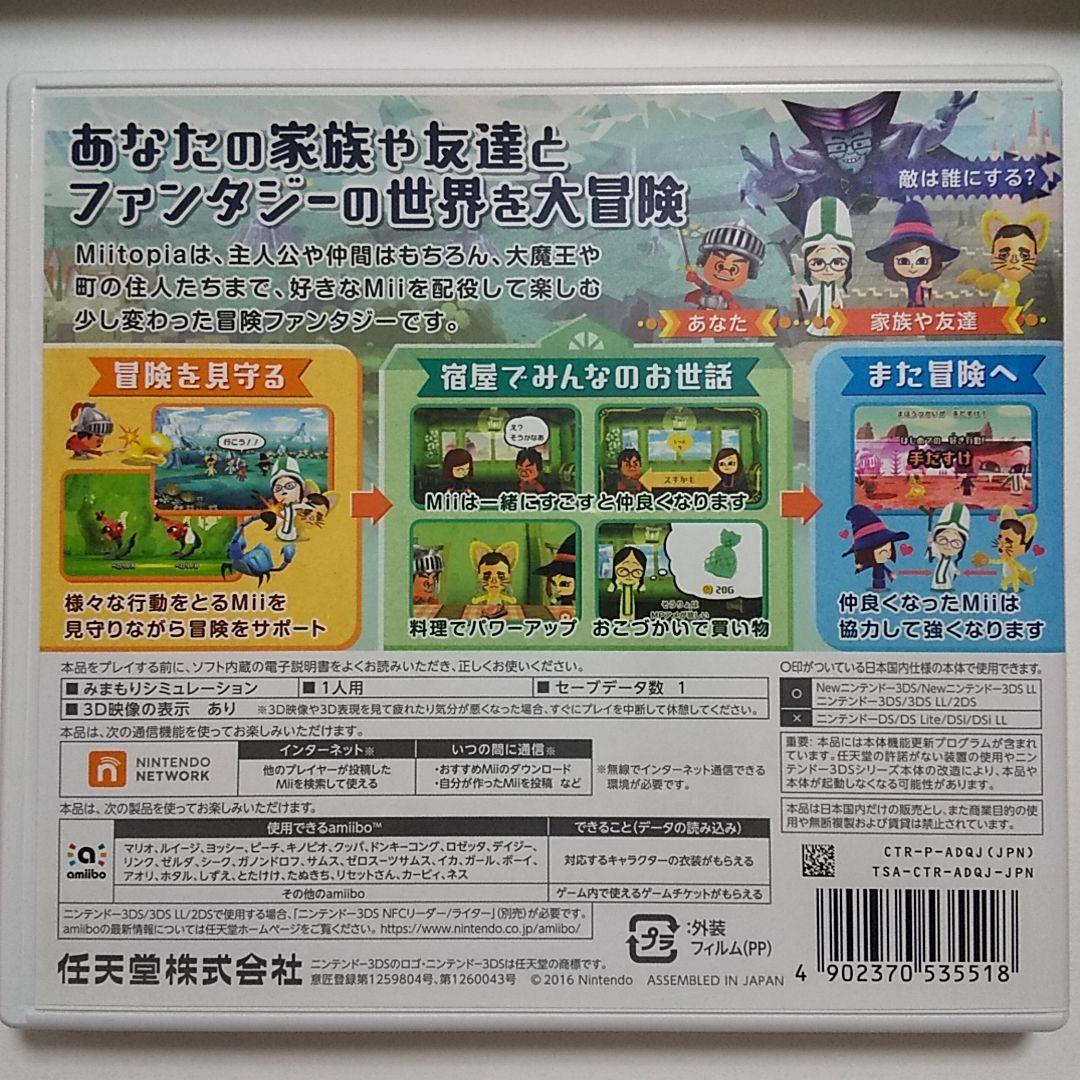 あなたの家族や友達と
ファンタジーの世界を大冒険
Miitopiaは、主人公や仲間はもちろん、大魔王や
町の住人たちまで、好きなMiiを配役して楽しむ
少し変わった冒険ファンタジーです。
敵は誰にする?
あなた
家族や友達
冒険を見守る
行こう!!
様々な行動をとるMiiを
見守りながら冒険をサポート
宿屋でみんなのお世話
え?
そうかなあ
スキかも
Miiは一緒にすごすと仲良くなります
20G
料理でパワーアップ
おこづかいで買い物
また冒険へ
まほうつかいが 手だすけ!
はじめての 好き行動!
手だすけ
仲良くなったMiiは
協力して強くなります
本品をプレイする前に、ソフト内蔵の電子説明書をよくお読みいただき、正しくお使いください。
■ みまもりシミュレーション
■ 1人用
■ セーブデータ数 1
■ 3D映像の表示 あり ※3D映像や3D表現を見て疲れたり気分が悪くなった場合、すぐにプレイを中断して休憩してください。
本品は、次の通信機能を使ってお楽しみいただけます。
NINTENDO
NETWORK
インターネット※
他のプレイヤーが投稿した
Miiを検索して使える
いつの間に通信※
・おすすめMiiのダウンロード
・自分が作ったMiiを投稿 など
※無線でインターネット通信できる
環境が必要です。
本品は、次の製品を使ってお楽しみいただけます。
amiibo
使用できるamiibo™
できること(データの読み込み)
マリオ、ルイージ、ヨッシー、ピーチ、キノピオ、クッパ、ドンキーコング、ロゼッタ、デイジー、
リンク、ゼルダ、シーク、ガノンドロフ、サムス、ゼロスーツサムス、イカ、ガール、ボーイ、
アオリ、ホタル、しずえ、とたけけ、たぬきち、リセットさん、カービィ、ネス
対応するキャラクターの衣装がもらえる
その他のamiibo
ゲーム内で使えるゲームチケットがもらえる
ニンテンドー3DS/3DS LL/2DSで使用する場合、「ニンテンドー3DS NFCリーダー/ライター」(別売)が必要です。
amiiboの最新情報については任天堂ホームページをご覧ください。https://www.nintendo.co.jp/amiibo/
〇印がついている日本国内仕様の本体で使用できます。
○
Newニンテンドー3DS/Newニンテンドー3DS LL
ニンテンドー3DS/3DS LL/2DS
×
ニンテンドーDS/DS Lite/DSi/DSi LL
重要: 本品には本体機能更新プログラムが含まれ
ています。任天堂の許諾がない装置の使用やニン
テンドー3DSシリーズ本体の改造により、本品や
本体が起動しなくなる可能性があります。
本品は日本国内だけの販売とし、また商業目的の使
用や無断複製および賃貸は禁止されています。
CTR-P-ADQJ(JPN)
TSA-CTR-ADQJ-JPN
プラ
:外装
フィルム(PP)
任天堂株式会社
ニンテンドー3DSのロゴ・ニンテンドー3DSは任天堂の商標です。
意匠登録第1259804号、第1260043号 © 2016 Nintendo ASSEMBLED IN JAPAN
4 902370 535518